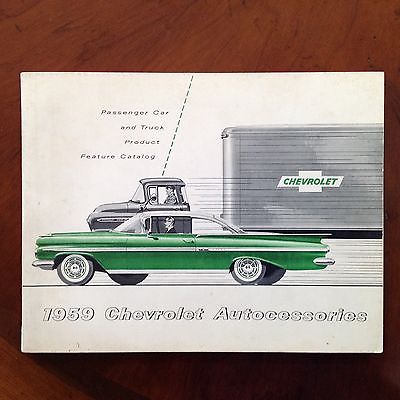 Passenger Car
and Truck
Product
Feature Catalog
CHEVROLET
1959 Chevrolet Autocessories